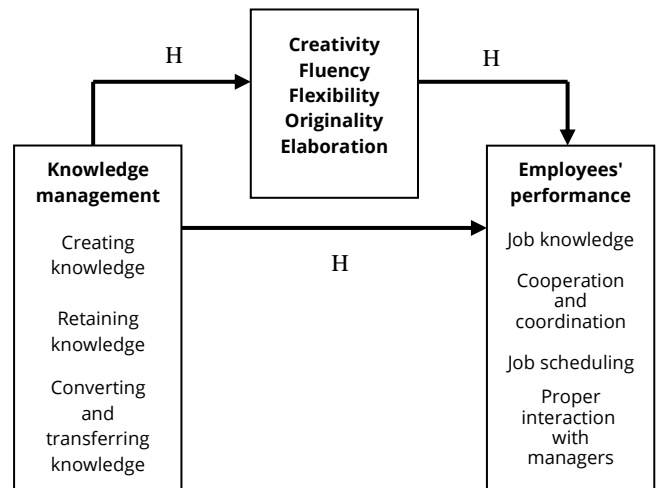 H
Creativity
Fluency
Flexibility
Originality
Elaboration
H
Knowledge
management
Creating
knowledge
Retaining
knowledge
Converting
and
transferring
knowledge
H
Employees'
performance
Job knowledge
Cooperation
and
coordination
Job scheduling
Proper
interaction
with
managers